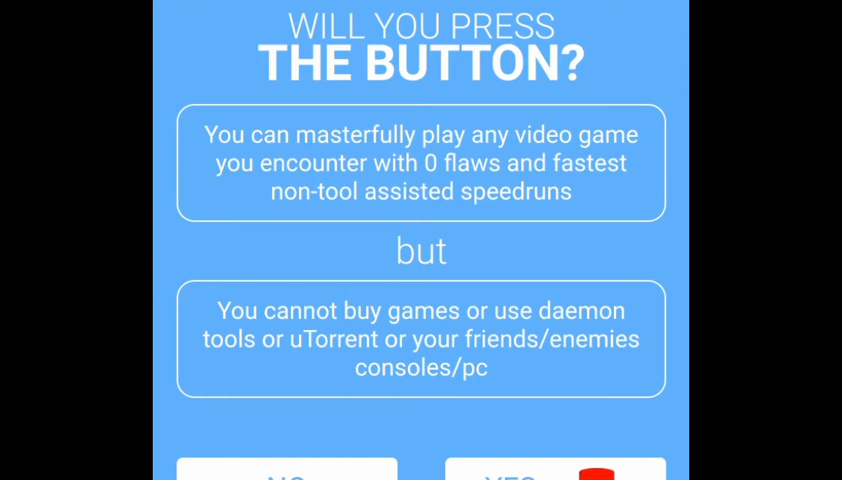 WILL YOU PRESS
THE BUTTON?
You can masterfully play any video game
you encounter with 0 flaws and fastest
non-tool assisted speedruns
but
You cannot buy games or use daemon
tools or uTorrent or your friends/enemies
consoles/pc
NO
YES